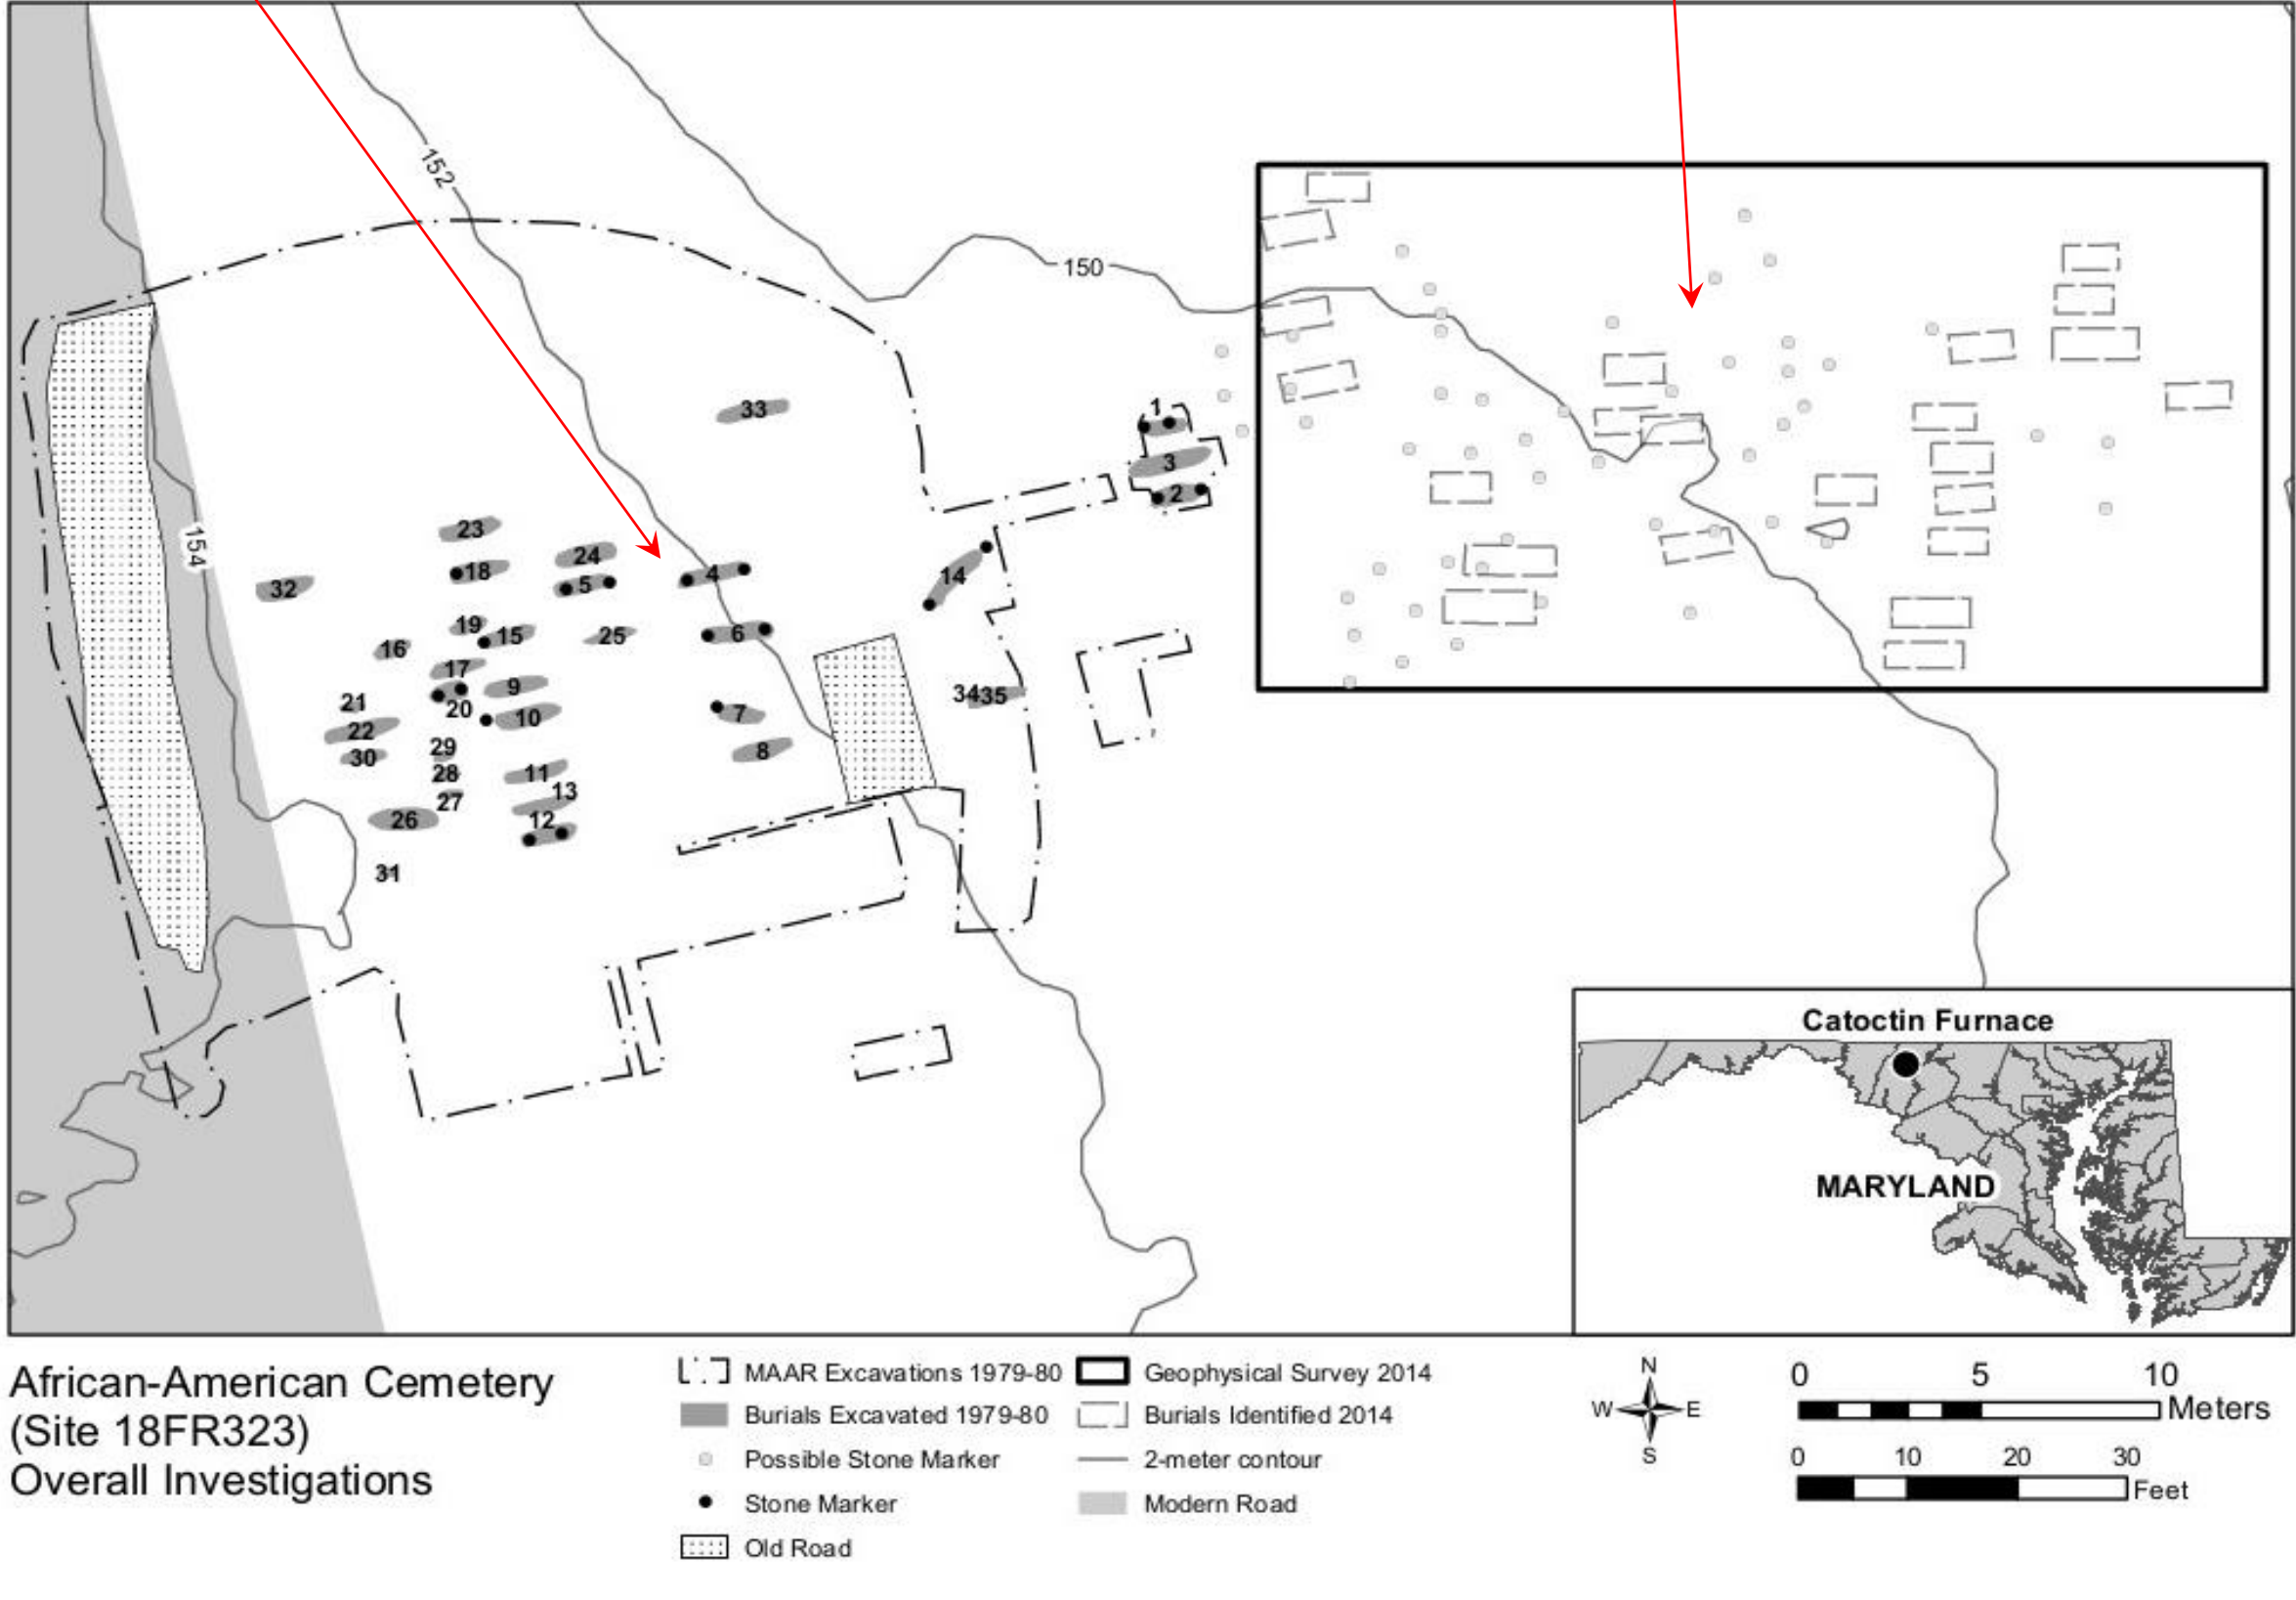 152
150
33
1
3
2
23
24
18
5
4
14
32
19
15
25
6
16
17
9
21
20
10
34 35
22
7
30
29
8
28
11
27
13
26
12
31
154
Catoctin Furnace
MARYLAND
African-American Cemetery
(Site 18FR323)
Overall Investigations
MAAR Excavations 1979-80
Burials Excavated 1979-80
Possible Stone Marker
Stone Marker
Old Road
Geophysical Survey 2014
Burials Identified 2014
2-meter contour
Modern Road
N
W E
S
0 5 10
Meters
0 10 20 30
Feet